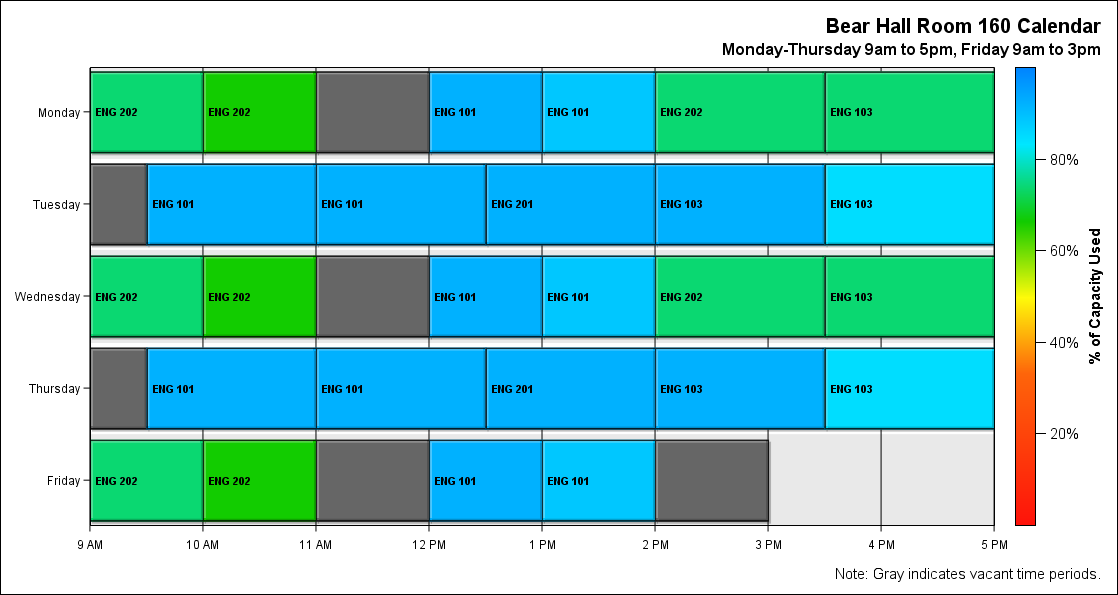 Bear Hall Room 160 Calendar
Monday-Thursday 9am to 5pm, Friday 9am to 3pm
Monday
ENG 202
ENG 202
ENG 101
ENG 101
ENG 202
ENG 103
Tuesday
ENG 101
ENG 101
ENG 201
ENG 103
ENG 103
Wednesday
ENG 202
ENG 202
ENG 101
ENG 101
ENG 202
ENG 103
Thursday
ENG 101
ENG 101
ENG 201
ENG 103
ENG 103
Friday
ENG 202
ENG 202
ENG 101
ENG 101
9 AM
10 AM
11 AM
12 PM
1 PM
2 PM
3 PM
4 PM
5 PM
80%
60%
40%
20%
% of Capacity Used
Note: Gray indicates vacant time periods.